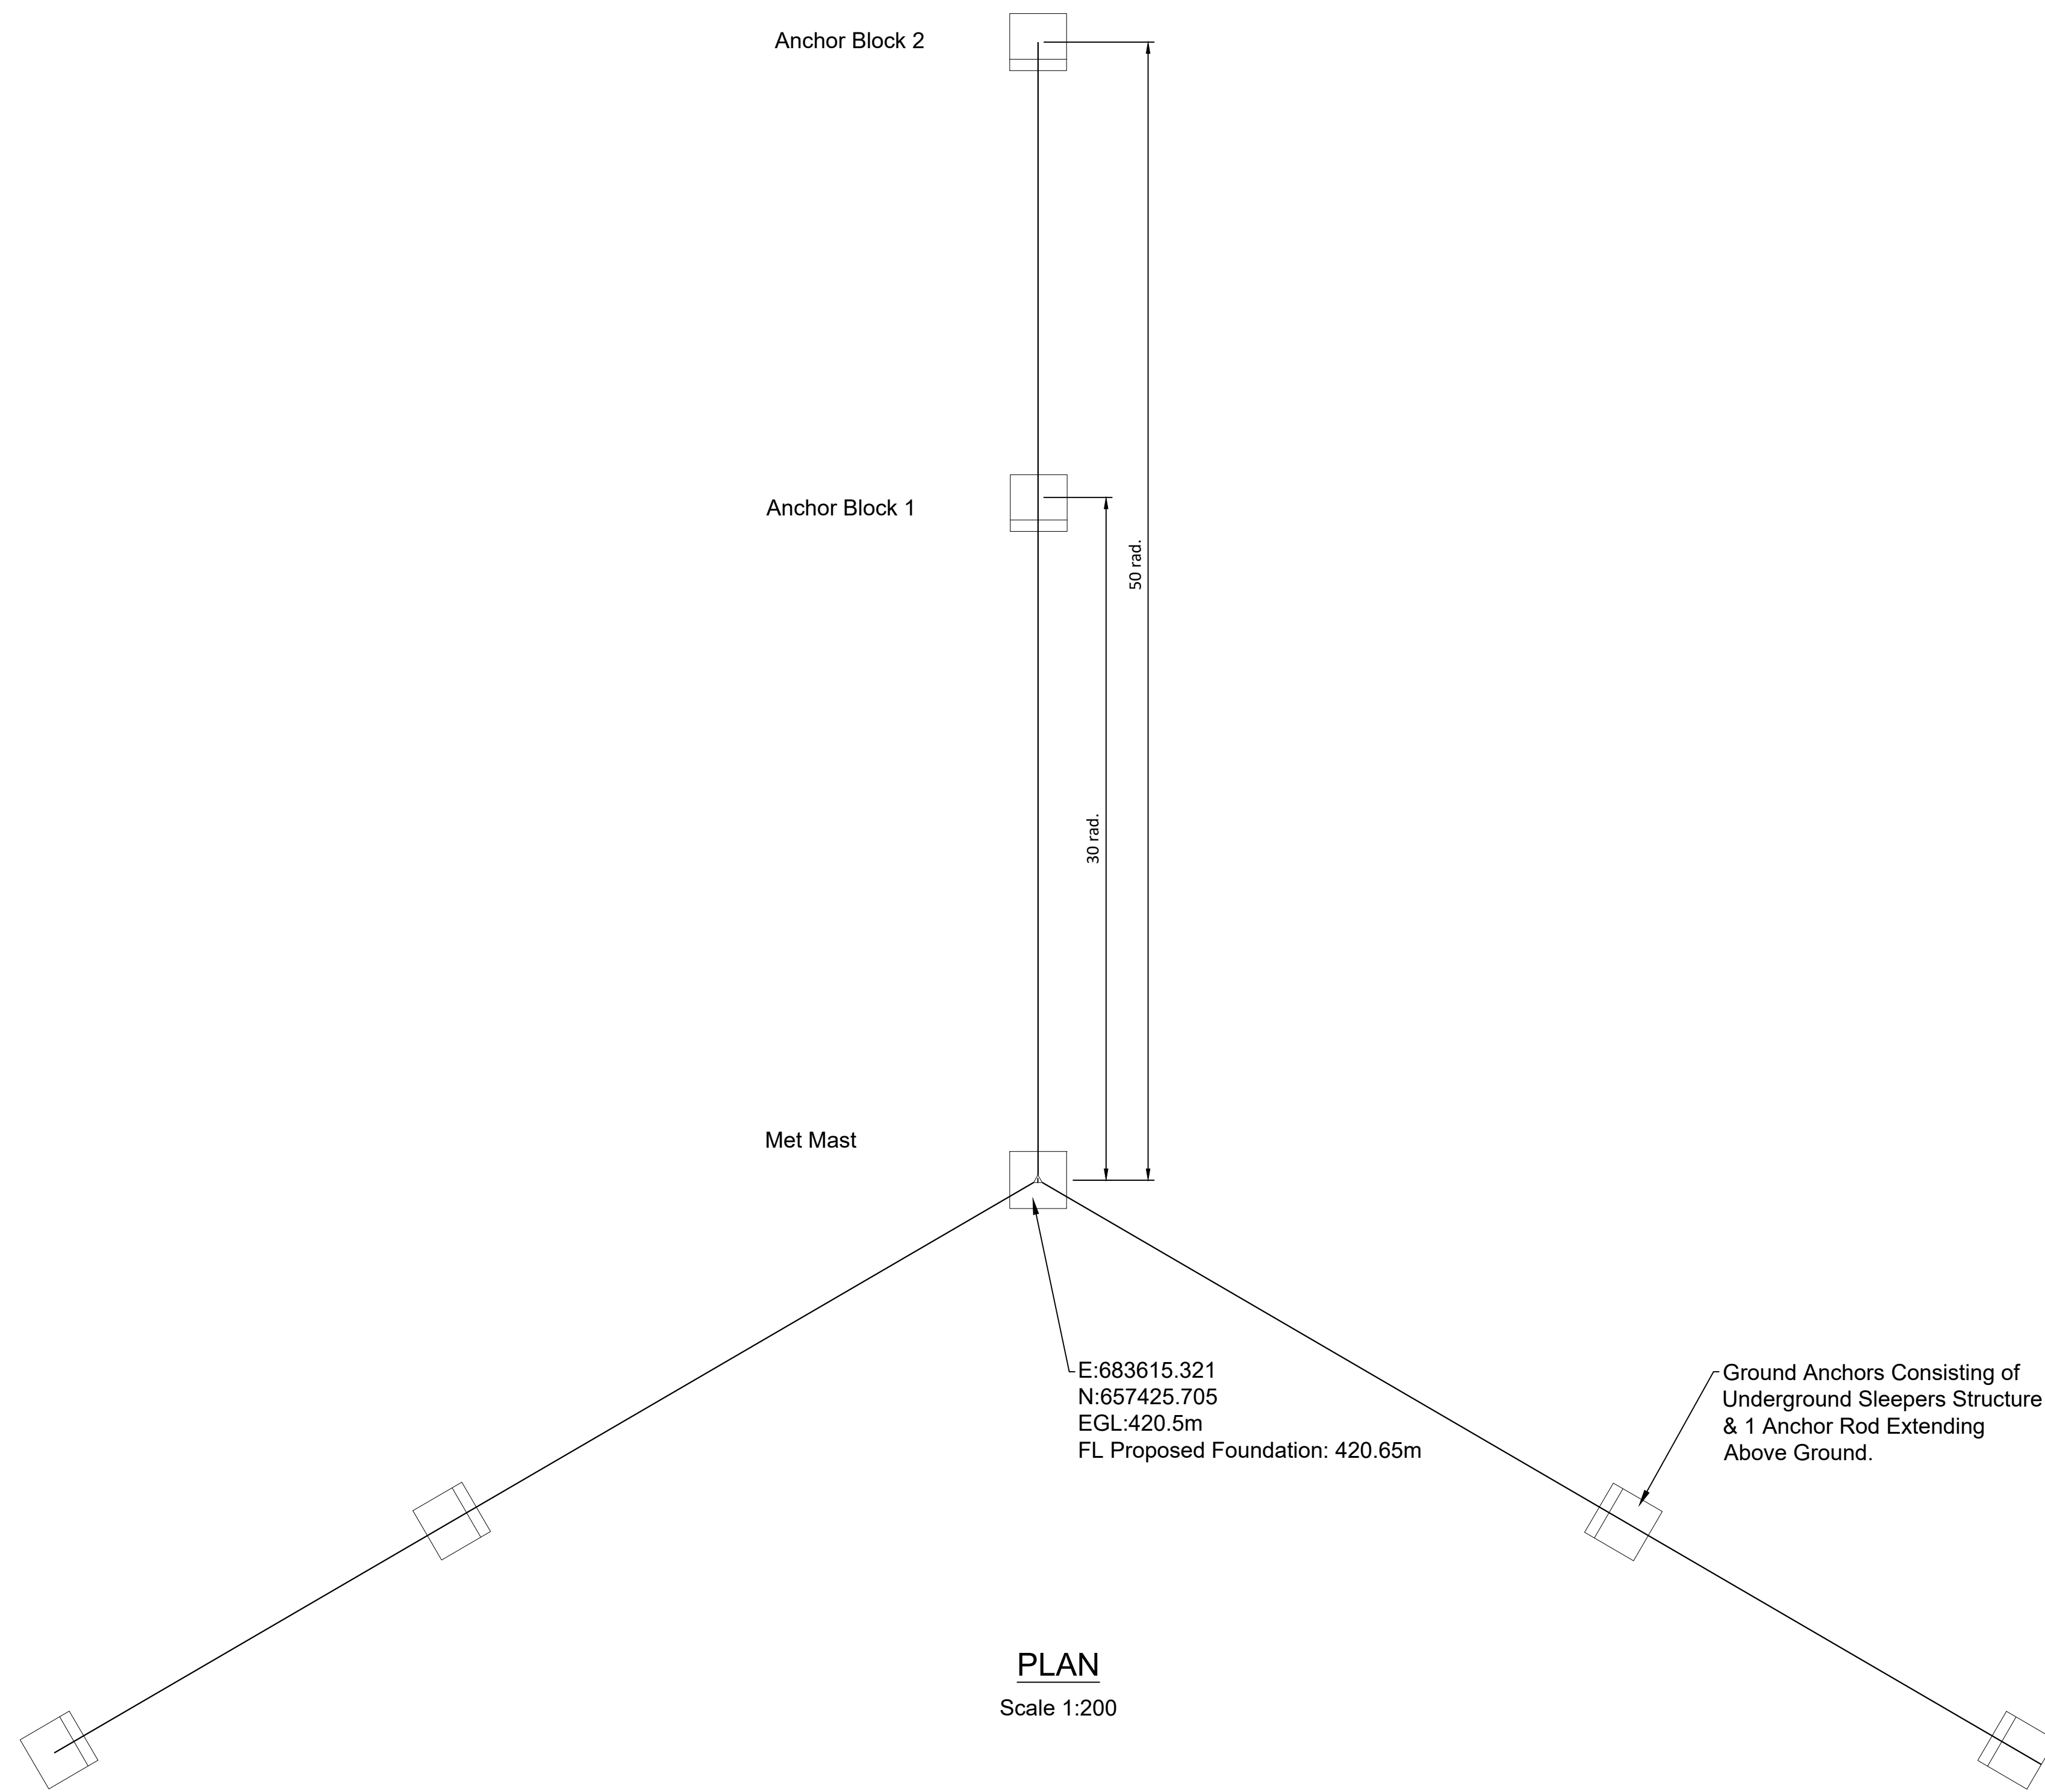 Anchor Block 2
Anchor Block 1
50 rad.
30 rad.
Met Mast
E:683615.321
N:657425.705
EGL:420.5m
FL Proposed Foundation: 420.65m
Ground Anchors Consisting of
Underground Sleepers Structure
& 1 Anchor Rod Extending
Above Ground.
PLAN
Scale 1:200